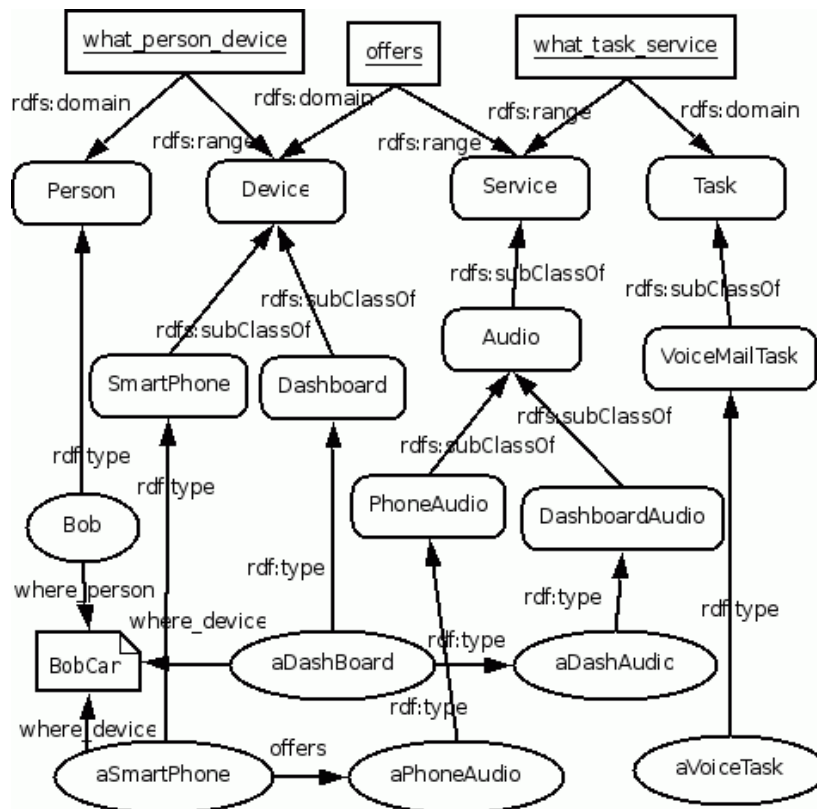 what_person_device
offers
what_task_service
rdfs:domain
rdfs:range
rdfs:domain
rdfs:range
rdfs:range
rdfs:domain
Person
Device
Service
Task
rdfs:subClassOf
rdfs:subClassOf
rdfs:subClassOf
rdfs:subClassOf
SmartPhone
Dashboard
Audio
VoiceMailTask
rdfs:subClassOf
rdfs:subClassOf
rdf:type
rdf:type
PhoneAudio
DashboardAudio
Bob
rdf:type
rdf:type
rdf:type
where_person
where_device
rdf:type
BobCar
aDashBoard
aDashAudic
rdf:type
where_device
offers
aSmartPhone
aPhoneAudio
aVoiceTask